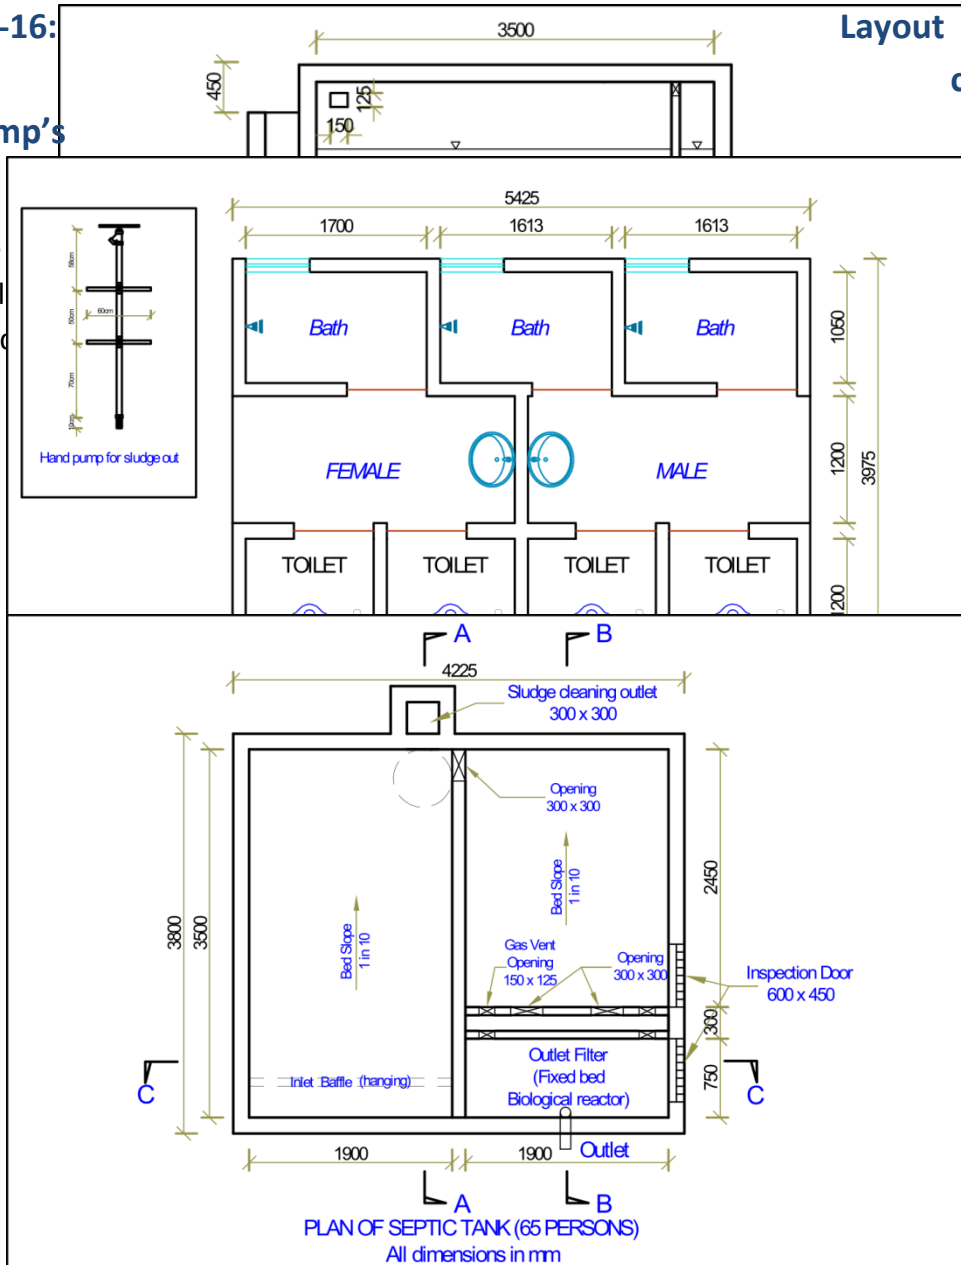 -16:
Layout
mp's
3500
450
125
150
5425
1700
1613
1613
Bath
Bath
Bath
1050
58cm
60cm
50cm
70cm
Hand pump for sludge out
FEMALE
MALE
1200
3975
TOILET
TOILET
TOILET
TOILET
1200
A
B
4225
Sludge cleaning outlet
300 x 300
Opening
300 x 300
Bed Slope
1 in 10
Bed Slope
1 in 10
2450
3800
3500
Gas Vent
Opening
150 x 125
Opening
300 x 300
Inspection Door
600 x 450
300
Outlet Filter
(Fixed bed
Biological reactor)
750
Inlet Baffle (hanging)
C
C
Outlet
1900
1900
A
B
PLAN OF SEPTIC TANK (65 PERSONS)
All dimensions in mm